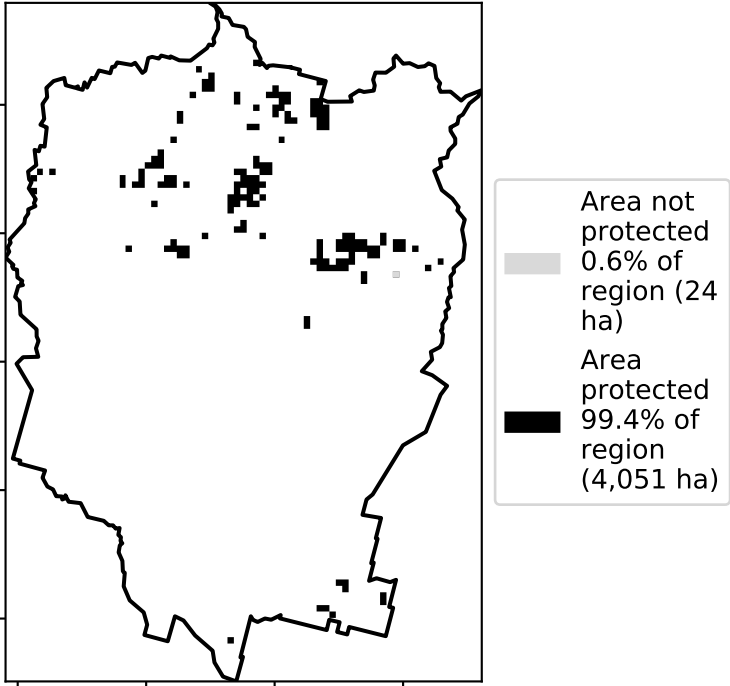 Area not
protected
0.6% of
region (24
ha)
Area
protected
99.4% of
region
(4,051 ha)